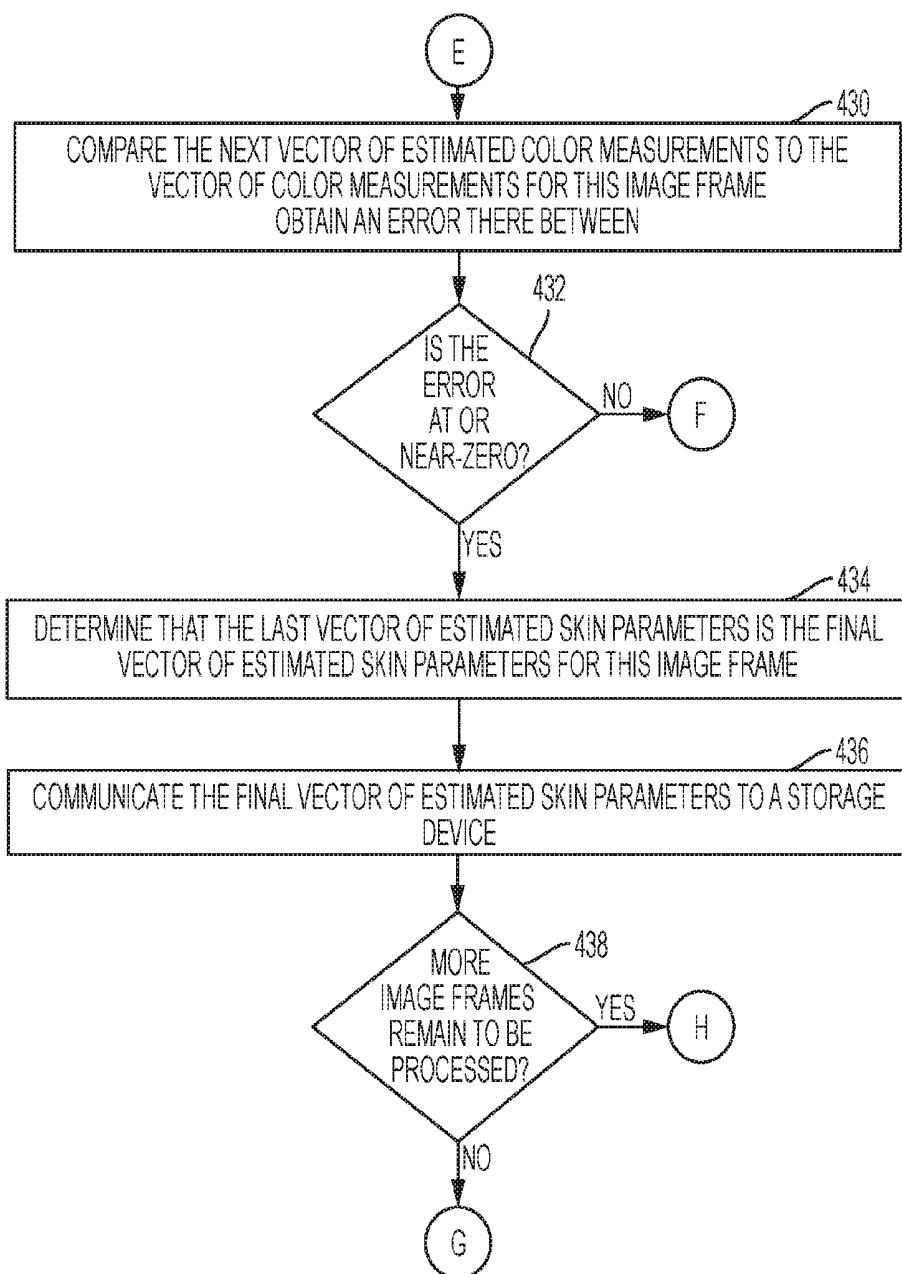 E
430
COMPARE THE NEXT VECTOR OF ESTIMATED COLOR MEASUREMENTS TO THE
VECTOR OF COLOR MEASUREMENTS FOR THIS IMAGE FRAME
OBTAIN AN ERROR THERE BETWEEN
432
IS THE
ERROR
AT OR
NEAR-ZERO?
NO
F
YES
434
DETERMINE THAT THE LAST VECTOR OF ESTIMATED SKIN PARAMETERS IS THE FINAL
VECTOR OF ESTIMATED SKIN PARAMETERS FOR THIS IMAGE FRAME
436
COMMUNICATE THE FINAL VECTOR OF ESTIMATED SKIN PARAMETERS TO A STORAGE
DEVICE
438
MORE
IMAGE FRAMES
REMAIN TO BE
PROCESSED?
YES
H
NO
G